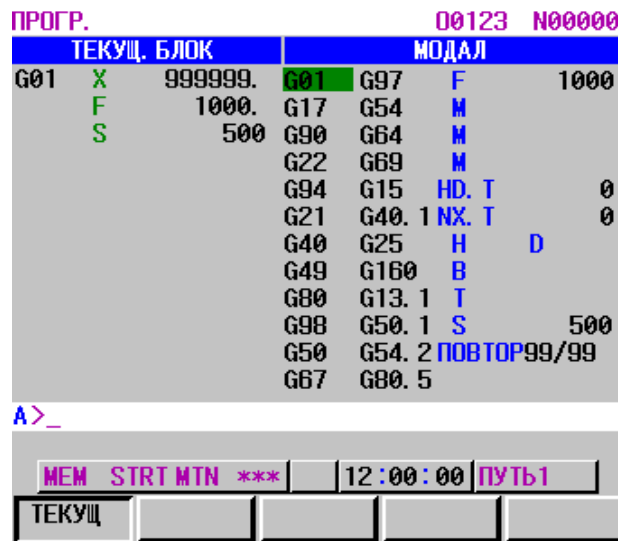 ПРОГР. O0123 N00000
ТЕКУЩ. БЛОК МОДАЛ
G01 X 999999. G01 G97 F 1000
F 1000. G17 G54 M
S 500 G90 G64 M
G22 G69 M
G94 G15 HD. T 0
G21 G40. 1 NX. T 0
G40 G25 H D
G49 G160 B
G80 G13. 1 T
G98 G50. 1 S 500
G50 G54. 2 ПОВТОР99/99
G67 G80. 5
A>_
MEM STRT MTN *** 12:00:00 ПУТЬ1
ТЕКУЩ